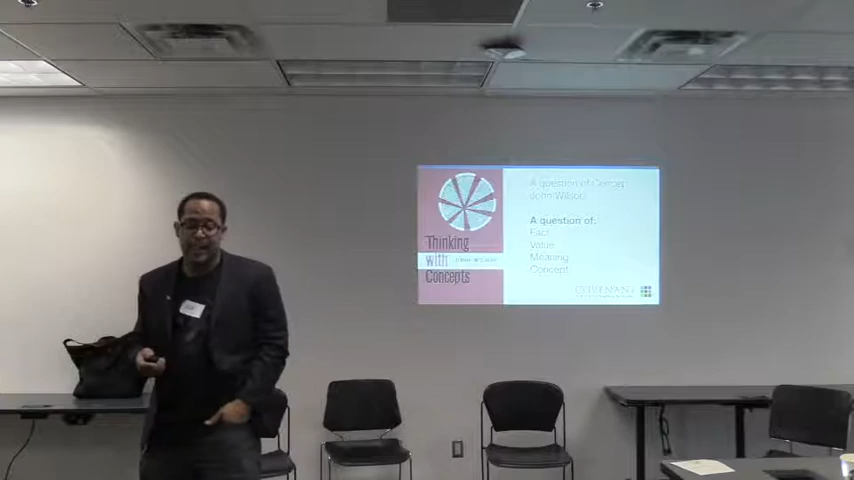 A question of Concept
John Wilson
A question of:
Fact
Value
Meaning
Concept
Thinking
with
Concepts